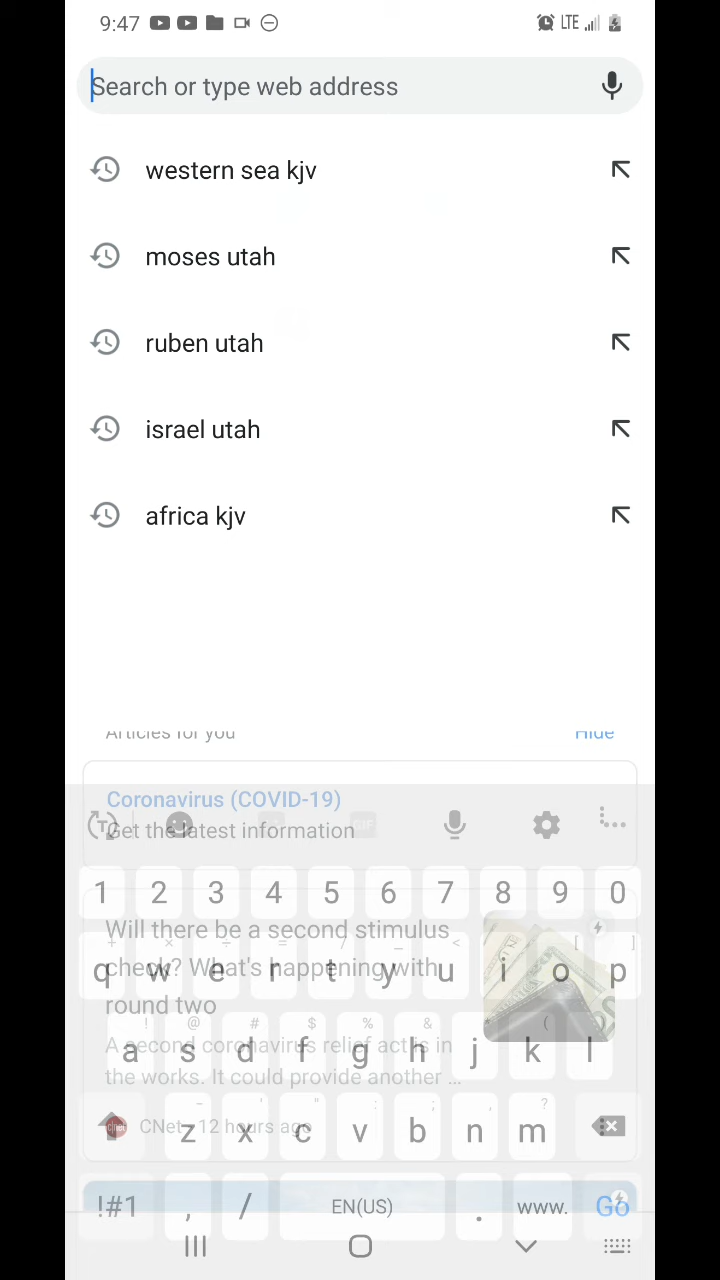 9:47
LTE
Search or type web address
western sea kjv
moses utah
ruben utah
israel utah
africa kjv
Articles for you
Hide
Coronavirus (COVID-19)
Get the latest information
GIF
1 2 3 4 5 6 7 8 9 0
Will there be a second stimulus
+ × ÷ = / _ < [ ]
q w e r t y u i o p
check? What's happening with
round two
! @ # $ % & (
a s d f g h j k l
A second coronavirus relief act is in
the works. It could provide another ...
- ' " : ; , ?
z x c v b n m
cnet
CNet - 12 hours ago
!#1 , / EN(US) . www. Go